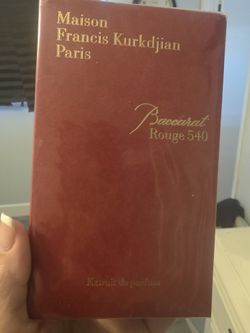 Maison
Francis Kurkdjian
Paris
Baccarat
Rouge 540
Extrait de parfum